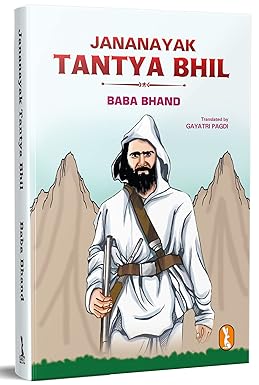 JANANAYAK
TANTYA BHIL
BABA BHAND
Translated by
GAYATRI PAGDI
Jananayak Tantya Bhil
Baba Bhand